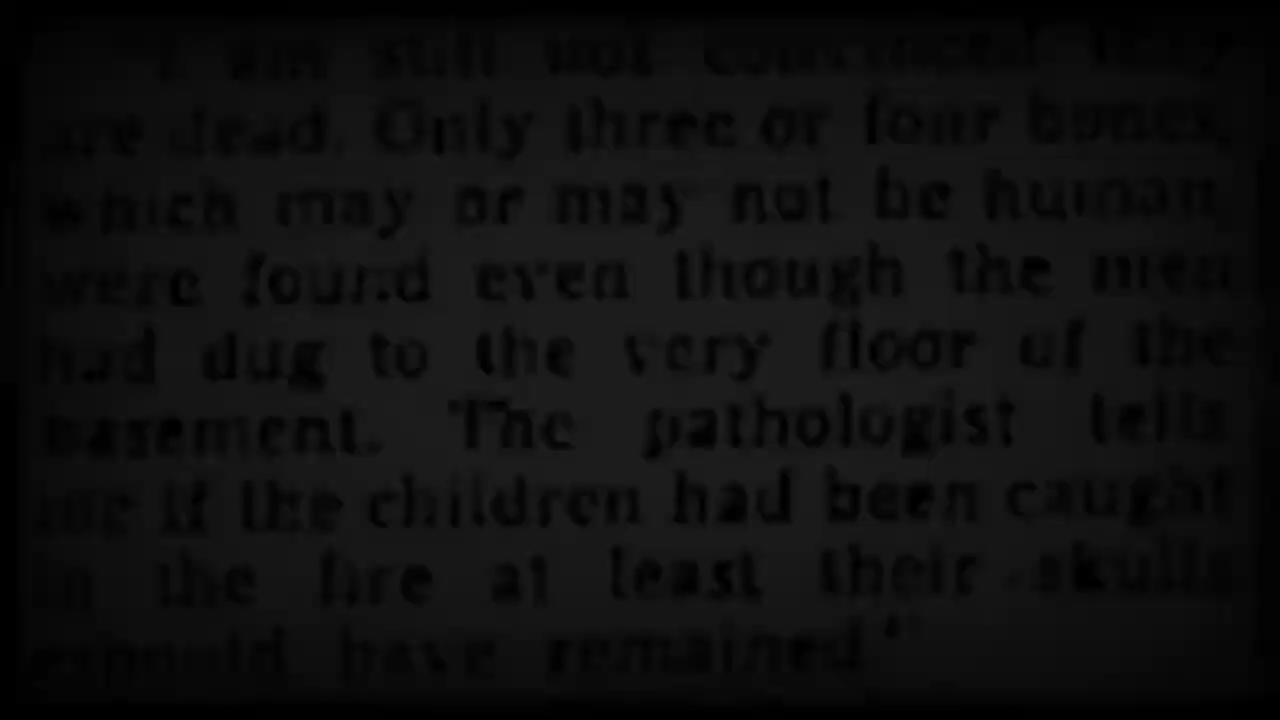 I am still not convinced they
are dead. Only three or four bones,
which may or may not be human,
were found even though the men
had dug to the very floor of the
basement. The pathologist tells
me if the children had been caught
in the fire at least their skulls
should have remained."